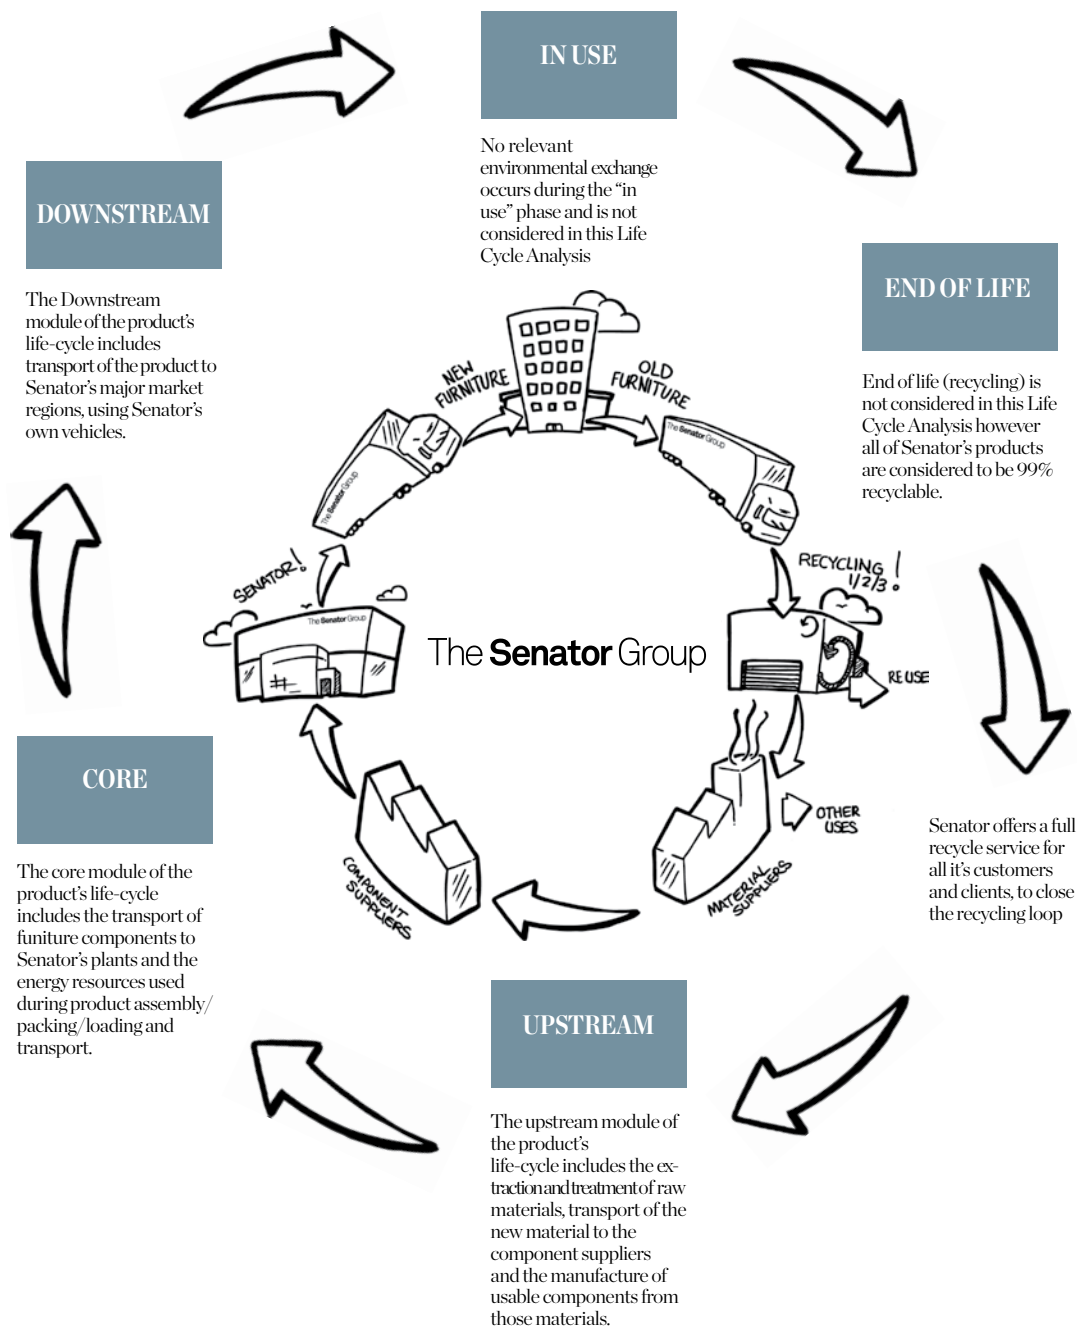 IN USE
No relevant
environmental exchange
occurs during the “in
use” phase and is not
considered in this Life
Cycle Analysis
DOWNSTREAM
The Downstream
module of the product’s
life-cycle includes
transport of the product to
Senator’s major market
regions, using Senator’s
own vehicles.
END OF LIFE
End of life (recycling) is
not considered in this Life
Cycle Analysis however
all of Senator’s products
are considered to be 99%
recyclable.
NEW
FURNITURE
OLD
FURNITURE
The Senator Group
The Senator Group
SENATOR!
RECYCLING
1/2/3!
The Senator Group
The Senator Group
RE USE
OTHER
USES
COMPONENT
SUPPLIERS
MATERIAL
SUPPLIERS
Senator offers a full
recycle service for
all it’s customers
and clients, to close
the recycling loop
CORE
The core module of the
product’s life-cycle
includes the transport of
funiture components to
Senator’s plants and the
energy resources used
during product assembly/
packing/loading and
transport.
UPSTREAM
The upstream module of
the product’s
life-cycle includes the ex-
traction and treatment of raw
materials, transport of the
new material to the
component suppliers
and the manufacture of
usable components from
those materials.